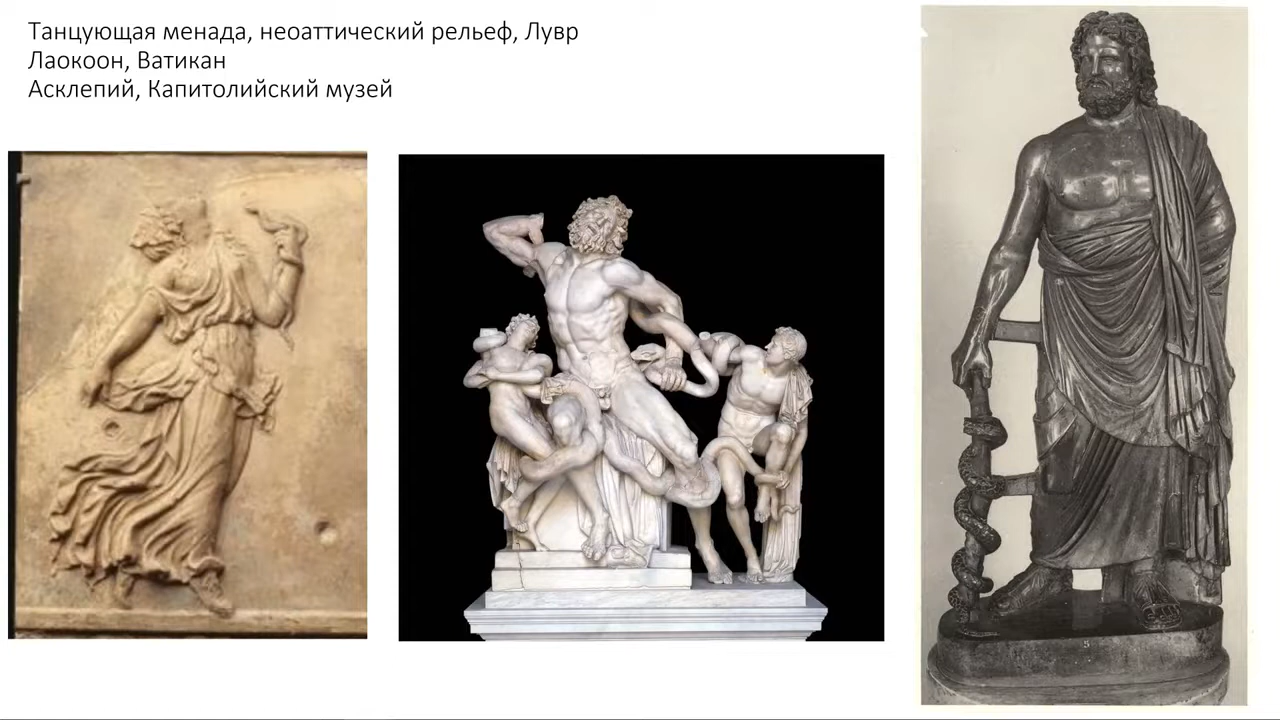 Танцующая менада, неоаттический рельеф, Лувр
Лаокоон, Ватикан
Асклепий, Капитолийский музей